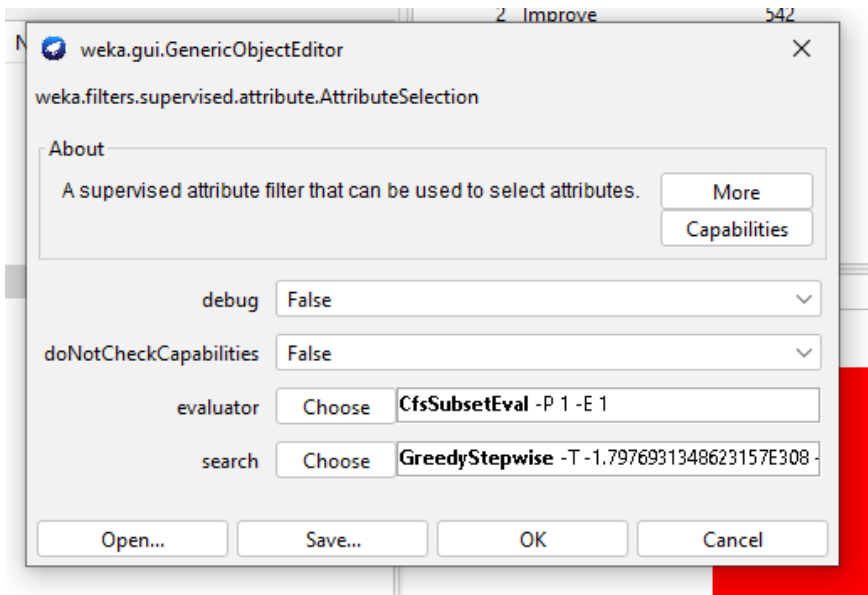 2 Improve 542
N
weka.gui.GenericObjectEditor
weka.filters.supervised.attribute.AttributeSelection
About
A supervised attribute filter that can be used to select attributes.
More
Capabilities
debug False
doNotCheckCapabilities False
evaluator Choose CfsSubsetEval -P 1 -E 1
search Choose GreedyStepwise -T -1.7976931348623157E308 -
Open... Save... OK Cancel